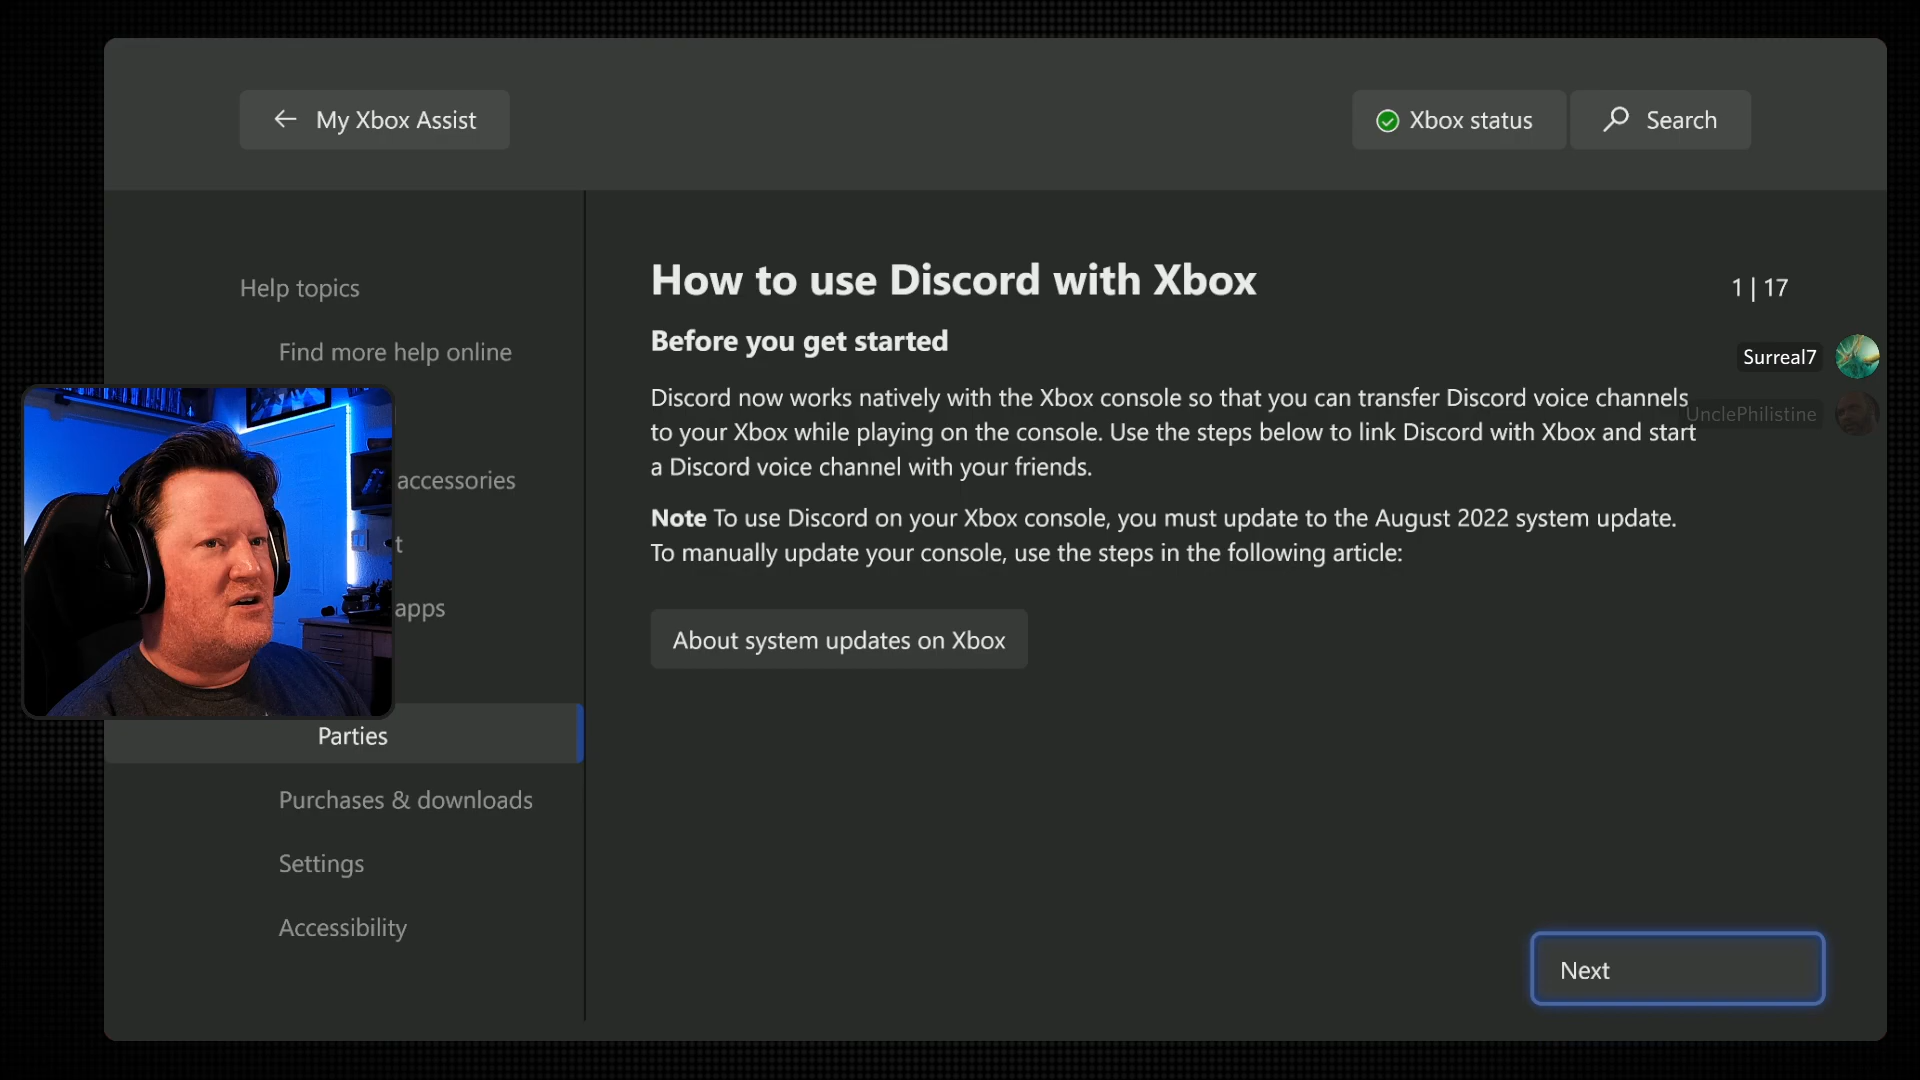 My Xbox Assist
Xbox status
Search
Help topics
Find more help online
accessories
t
apps
Parties
Purchases & downloads
Settings
Accessibility
How to use Discord with Xbox
1 | 17
Before you get started
Surreal7
Discord now works natively with the Xbox console so that you can transfer Discord voice channels
UnclePhilistine
to your Xbox while playing on the console. Use the steps below to link Discord with Xbox and start
a Discord voice channel with your friends.
Note To use Discord on your Xbox console, you must update to the August 2022 system update.
To manually update your console, use the steps in the following article:
About system updates on Xbox
Next